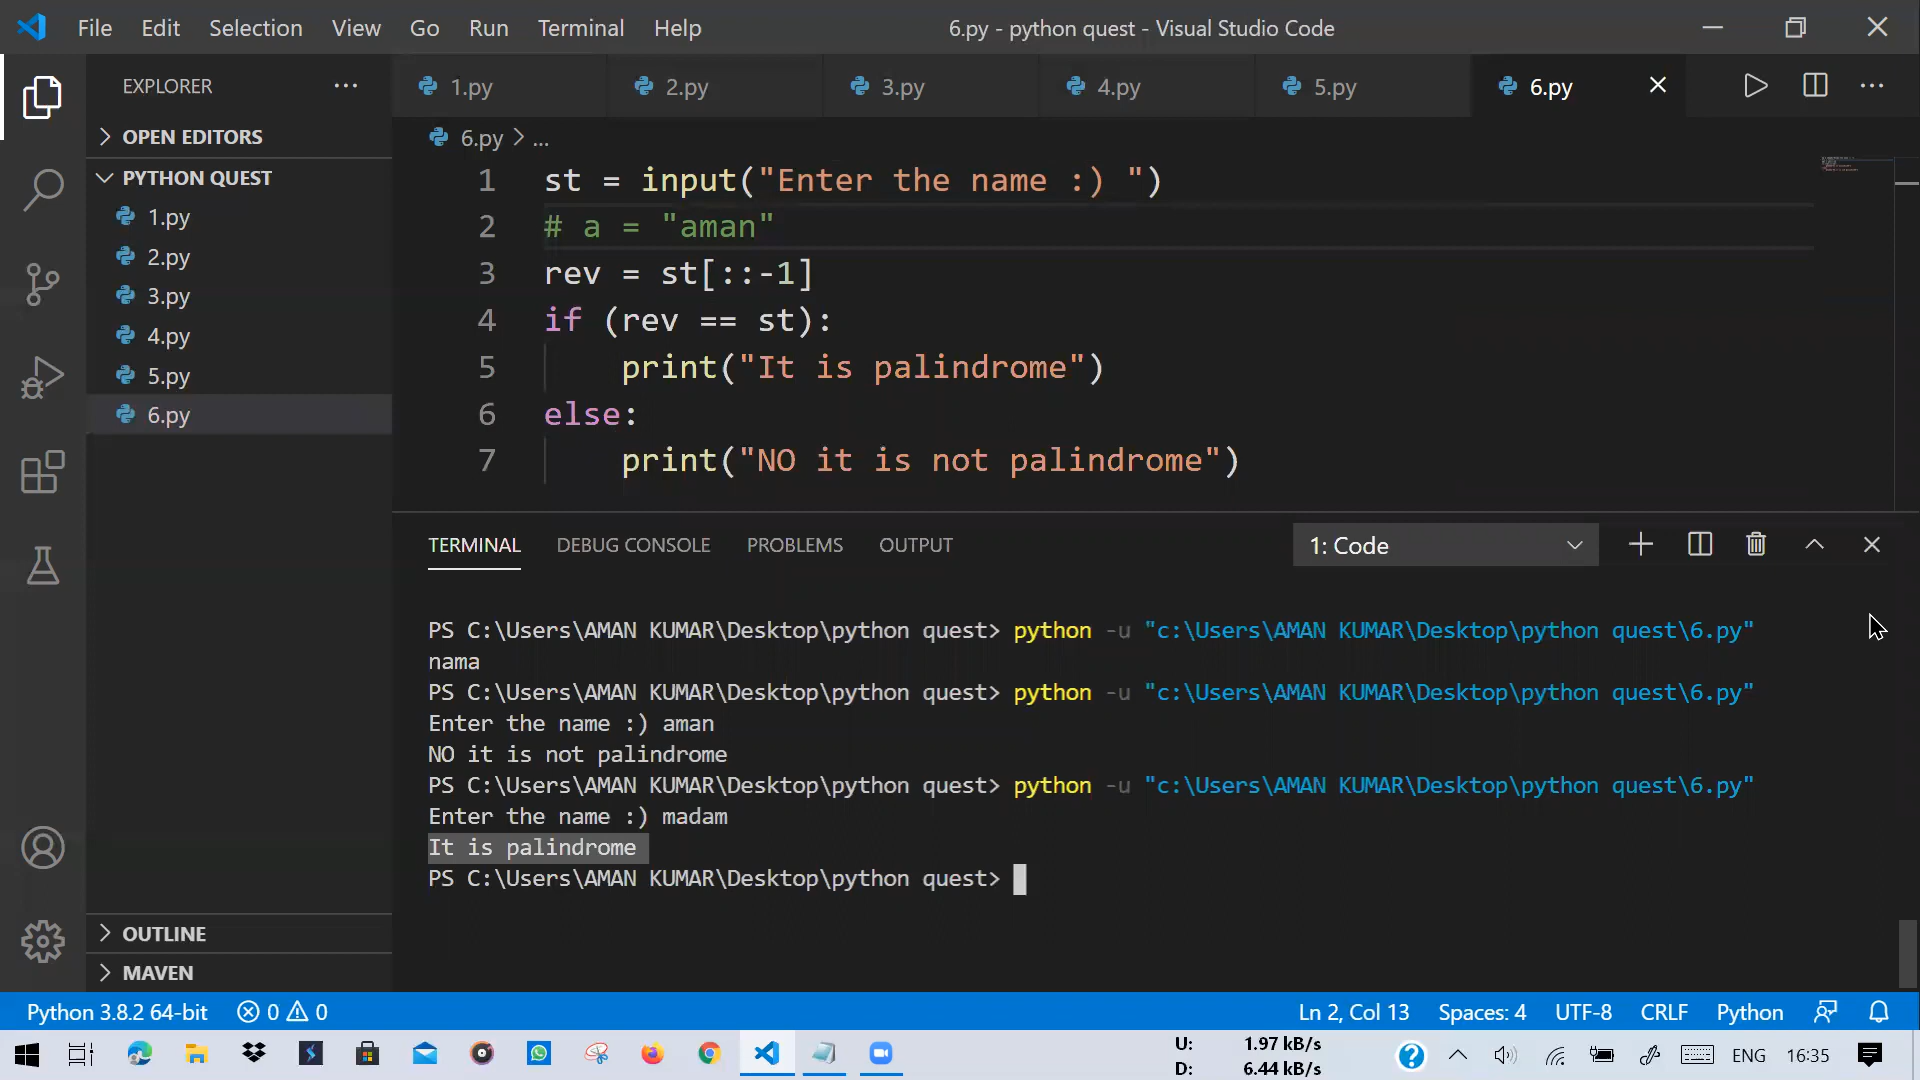 File Edit Selection View Go Run Terminal Help 6.py - python quest - Visual Studio Code
EXPLORER
OPEN EDITORS
PYTHON QUEST
1.py
2.py
3.py
4.py
5.py
6.py
OUTLINE
MAVEN
1.py 2.py 3.py 4.py 5.py 6.py
6.py > ...
1 st = input("Enter the name :) ")
2 # a = "aman"
3 rev = st[::-1]
4 if (rev == st):
5 print("It is palindrome")
6 else:
7 print("NO it is not palindrome")
TERMINAL DEBUG CONSOLE PROBLEMS OUTPUT 1: Code
PS C:\Users\AMAN KUMAR\Desktop\python quest> python -u "c:\Users\AMAN KUMAR\Desktop\python quest\6.py"
nama
PS C:\Users\AMAN KUMAR\Desktop\python quest> python -u "c:\Users\AMAN KUMAR\Desktop\python quest\6.py"
Enter the name :) aman
NO it is not palindrome
PS C:\Users\AMAN KUMAR\Desktop\python quest> python -u "c:\Users\AMAN KUMAR\Desktop\python quest\6.py"
Enter the name :) madam
It is palindrome
PS C:\Users\AMAN KUMAR\Desktop\python quest>
Python 3.8.2 64-bit 0 0 Ln 2, Col 13 Spaces: 4 UTF-8 CRLF Python
U: 1.97 kB/s
D: 6.44 kB/s
ENG 16:35